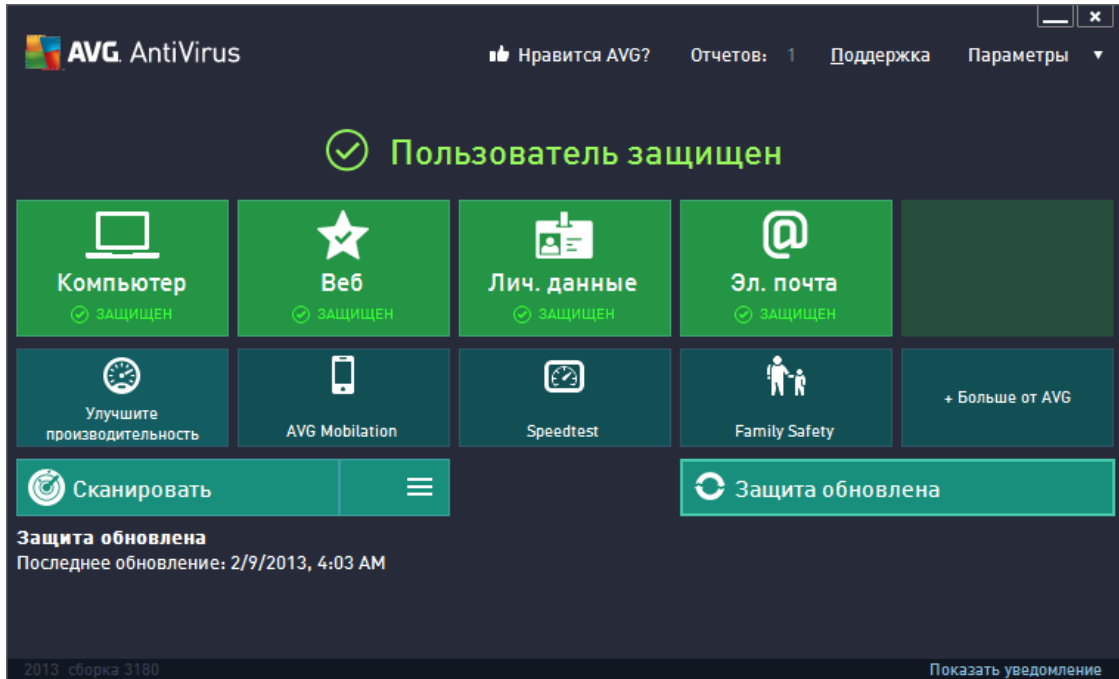 AVG AntiVirus
Нравится AVG? Отчетов: 1 Поддержка Параметры
Пользователь защищен
Компьютер
ЗАЩИЩЕН
Веб
ЗАЩИЩЕН
Лич. данные
ЗАЩИЩЕН
Эл. почта
ЗАЩИЩЕН
Улучшите
производительность
AVG Mobilation
Speedtest
Family Safety
+ Больше от AVG
Сканировать
Защита обновлена
Защита обновлена
Последнее обновление: 2/9/2013, 4:03 AM
2013 сборка 3180
Показать уведомление